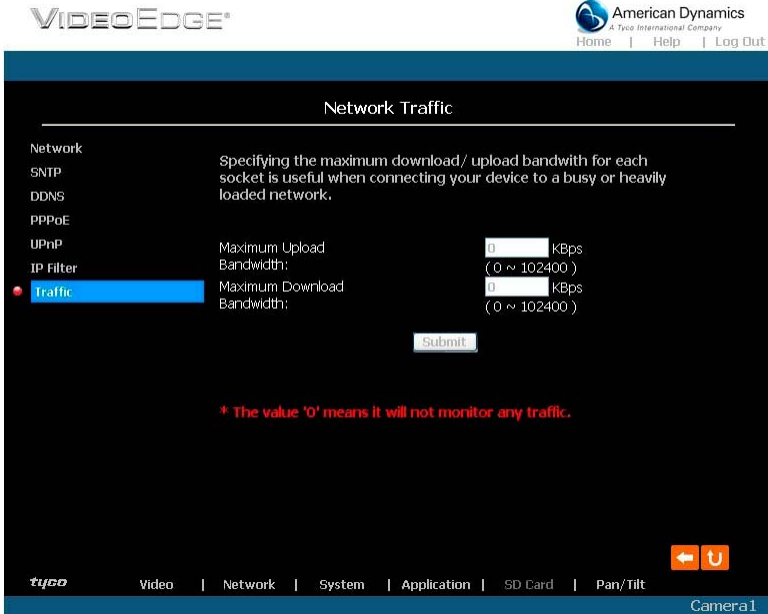 VIDEOEDGE®
American Dynamics
A Tyco International Company
Home | Help | Log Out
Network Traffic
Network
SNTP
DDNS
PPPoE
UPnP
IP Filter
Traffic
Specifying the maximum download/ upload bandwith for each
socket is useful when connecting your device to a busy or heavily
loaded network.
Maximum Upload
Bandwidth:
0 KBps
( 0 ~ 102400 )
Maximum Download
Bandwidth:
0 KBps
( 0 ~ 102400 )
Submit
* The value '0' means it will not monitor any traffic.
tyco
Video | Network | System | Application | SD Card | Pan/Tilt
Camera1